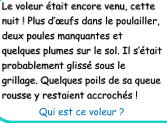 Le voleur était encore venu, cette
nuit ! Plus d'œufs dans le poulailler,
deux poules manquantes et
quelques plumes sur le sol. Il s'était
probablement glissé sous le
grillage. Quelques poils de sa queue
rousse y restaient accrochés !
Qui est ce voleur ?